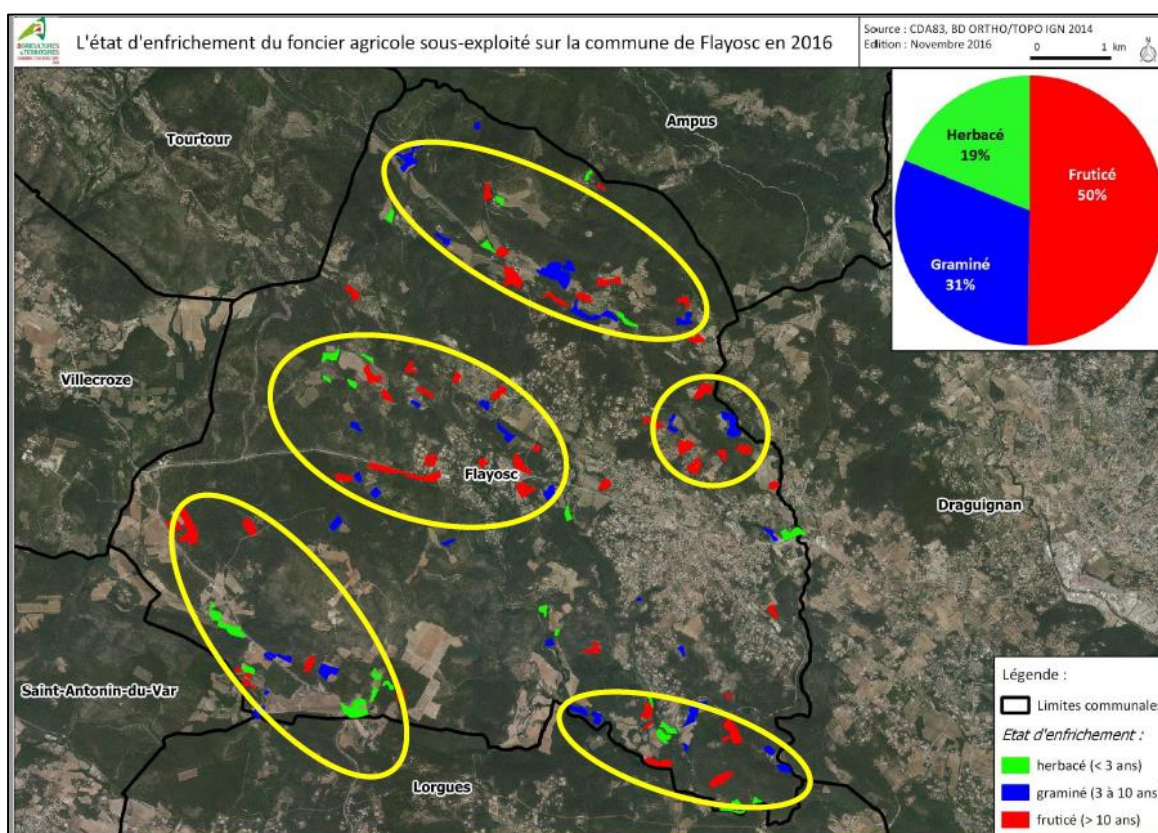 AGRICULTURES
& TERRITOIRES
L'état d'enfrichement du foncier agricole sous-exploité sur la commune de Flayosc en 2016
Source : CDA83, BD ORTHO/TOPO IGN 2014
Edition : Novembre 2016
0 1 km
N
Tourtour
Ampus
Herbacé
19%
Fruticé
50%
Graminé
31%
Villecroze
Flayosc
Draguignan
Saint-Antonin-du-Var
Lorgues
Légende :
Limites communales
Etat d'enfrichement :
herbacé (< 3 ans)
graminé (3 à 10 ans)
fruticé (> 10 ans)